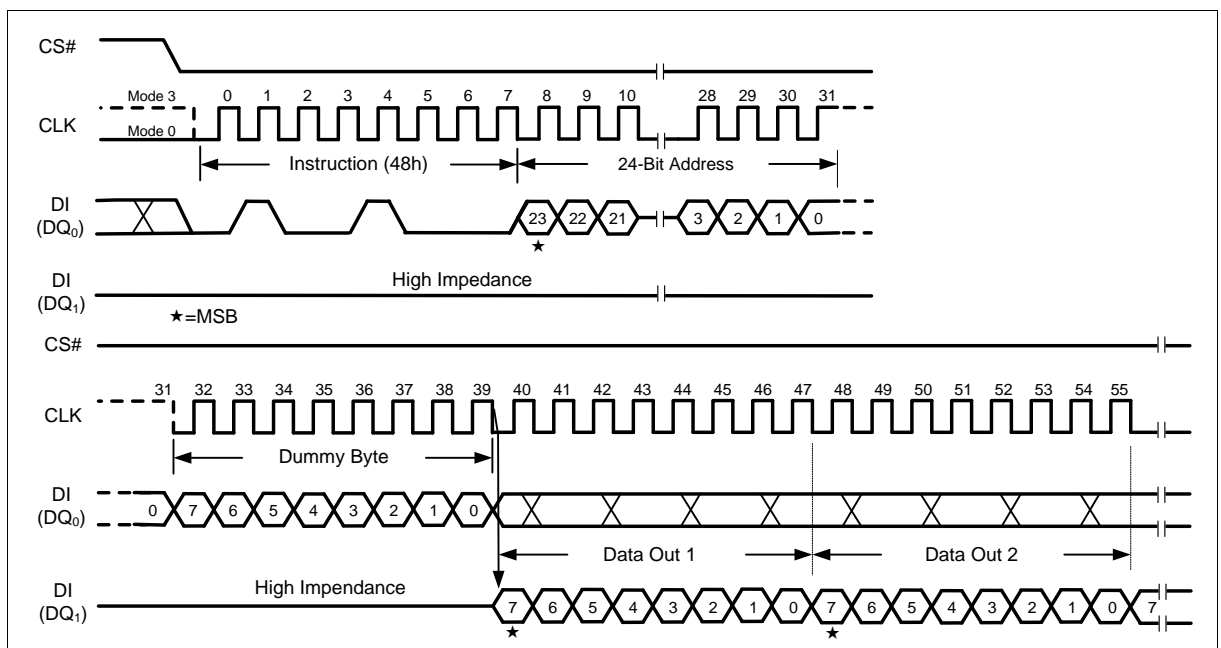 CS#
Mode 3
0 1 2 3 4 5 6 7 8 9 10 28 29 30 31
CLK
Mode 0
Instruction (48h)
24-Bit Address
DI
(DQ0)
23 22 21 3 2 1 0
★
DI
(DQ1)
High Impedance
★=MSB
CS#
31 32 33 34 35 36 37 38 39 40 41 42 43 44 45 46 47 48 49 50 51 52 53 54 55
CLK
Dummy Byte
DI
(DQ0)
0 7 6 5 4 3 2 1 0
Data Out 1
Data Out 2
DI
(DQ1)
High Impendance
7 6 5 4 3 2 1 0 7 6 5 4 3 2 1 0 7
★ ★